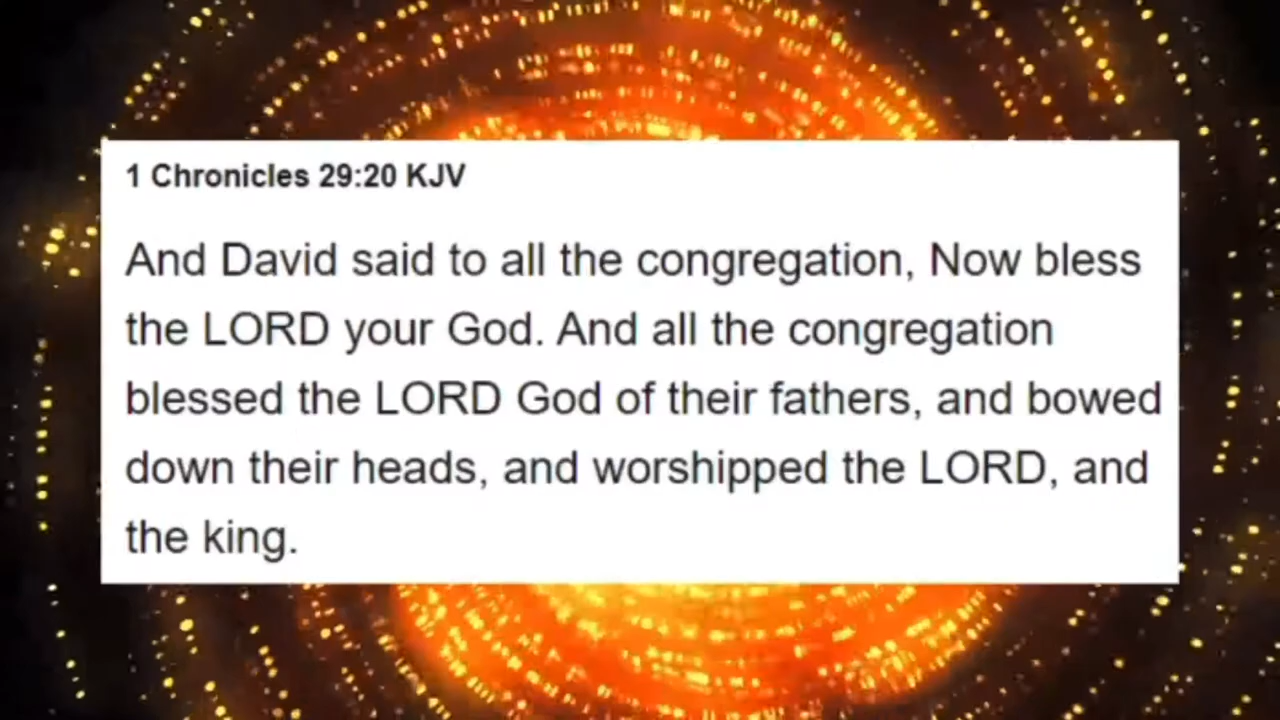 1 Chronicles 29:20 KJV
And David said to all the congregation, Now bless
the LORD your God. And all the congregation
blessed the LORD God of their fathers, and bowed
down their heads, and worshipped the LORD, and
the king.